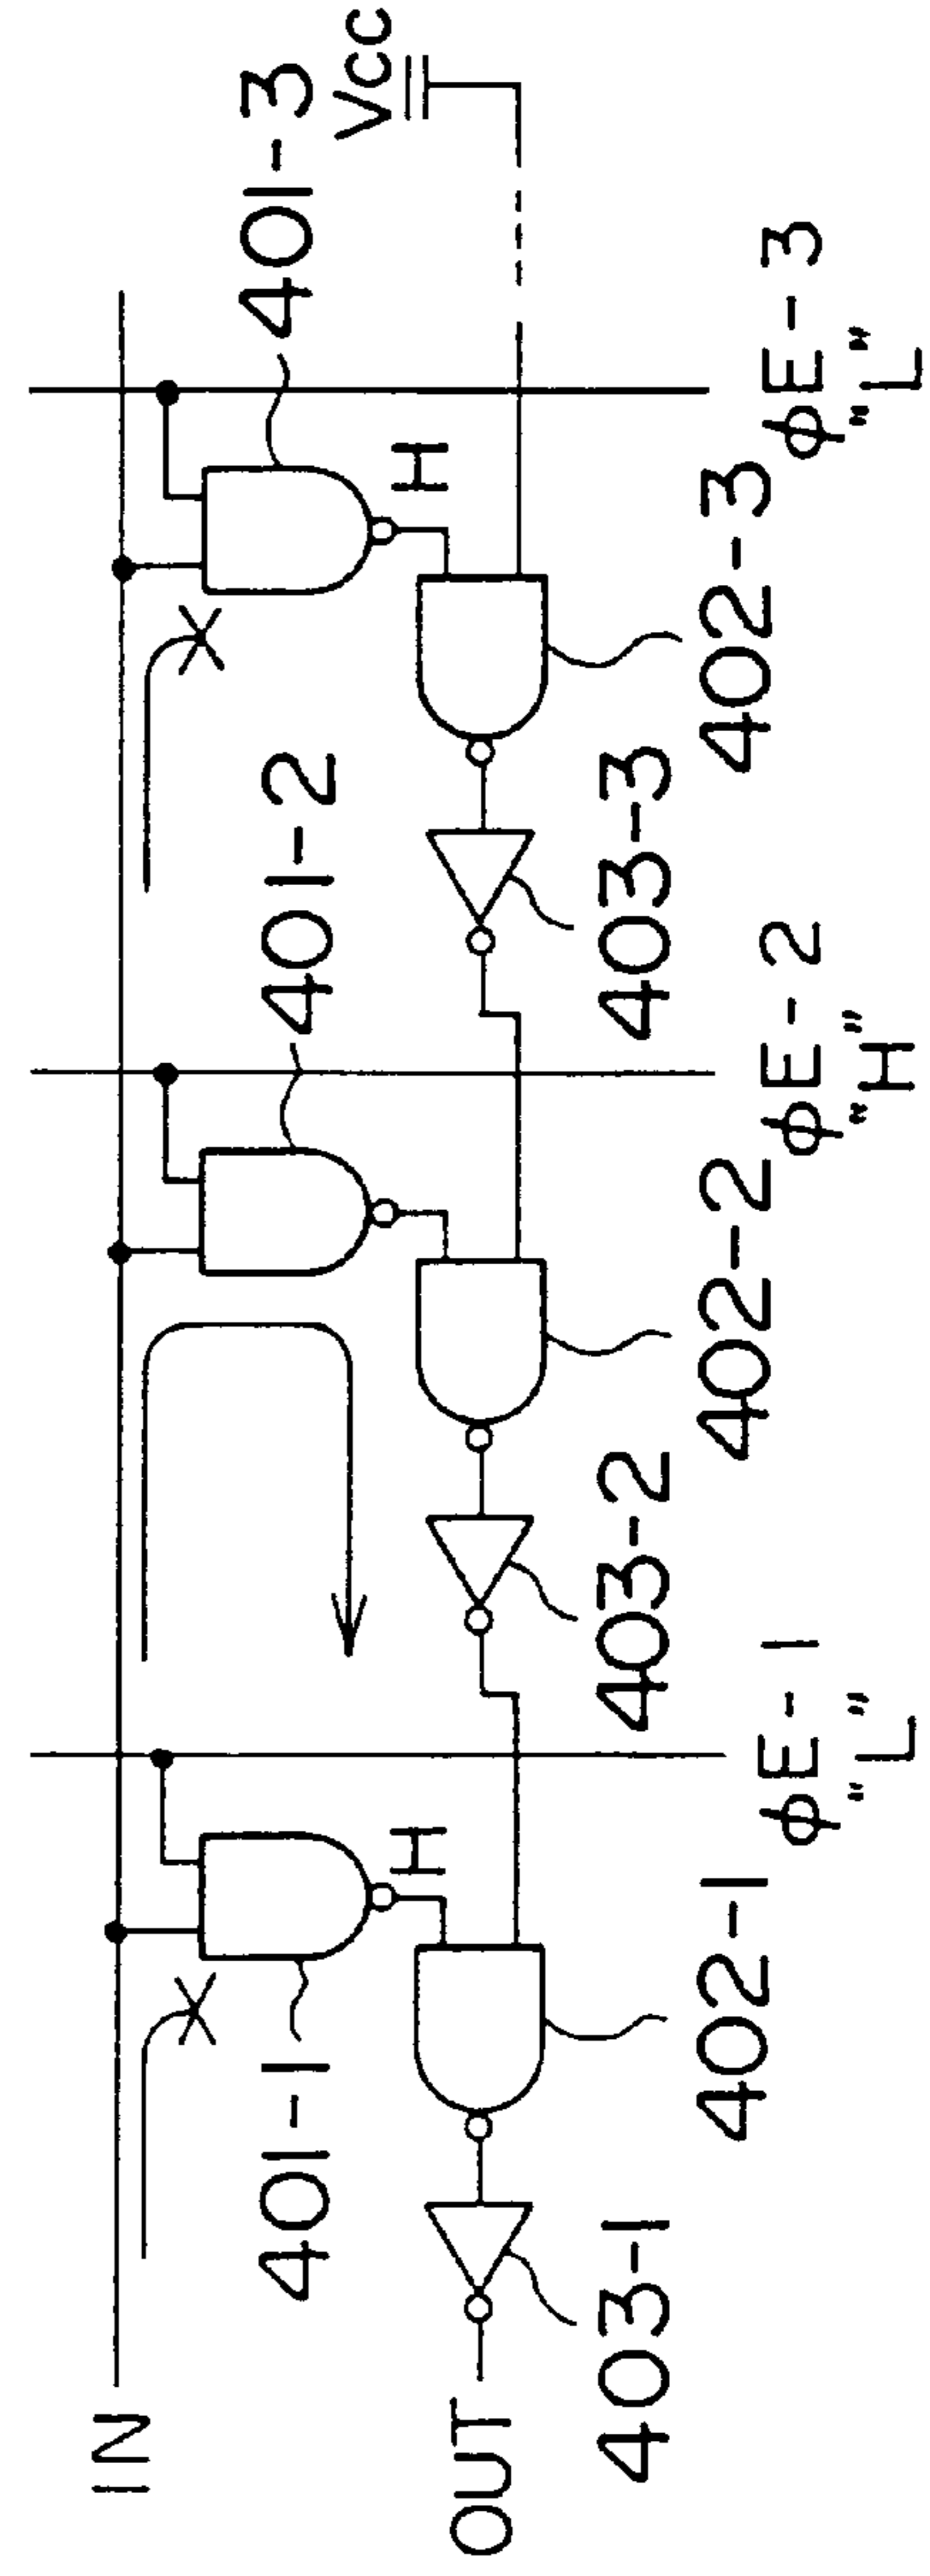 IN
401-1
401-2
401-3
Vcc
H
H
OUT
403-1
403-2
403-3
402-1
402-2
402-3
φE-1
"L"
φE-2
"H"
φE-3
"L"